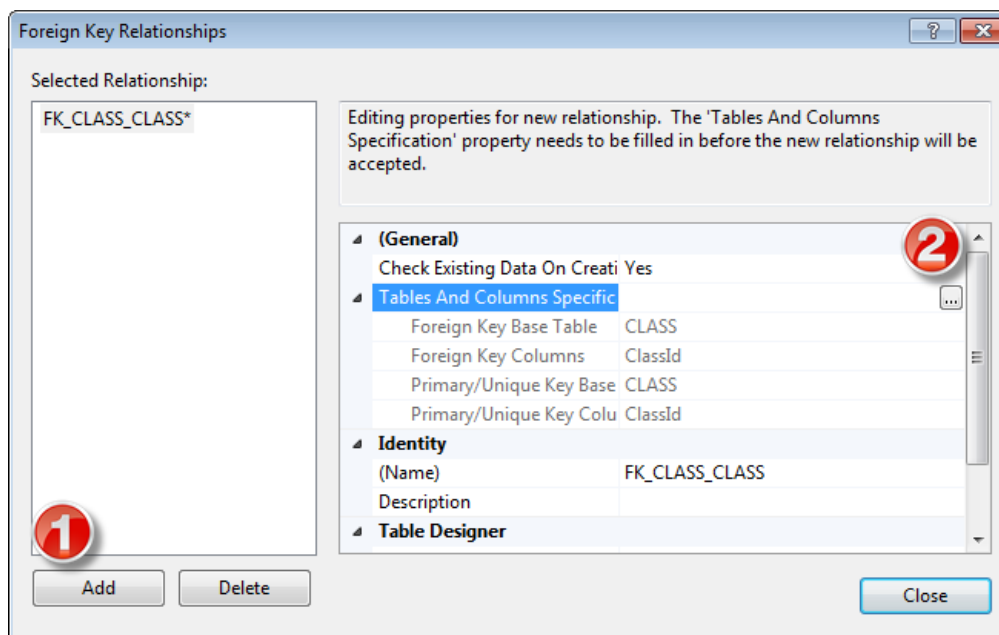 Foreign Key Relationships
Selected Relationship:
FK_CLASS_CLASS*
Editing properties for new relationship. The 'Tables And Columns
Specification' property needs to be filled in before the new relationship will be
accepted.
(General)
Check Existing Data On Creati Yes
Tables And Columns Specific ...
Foreign Key Base Table CLASS
Foreign Key Columns ClassId
Primary/Unique Key Base CLASS
Primary/Unique Key Colu ClassId
Identity
(Name) FK_CLASS_CLASS
Description
Table Designer
1
2
Add Delete
Close